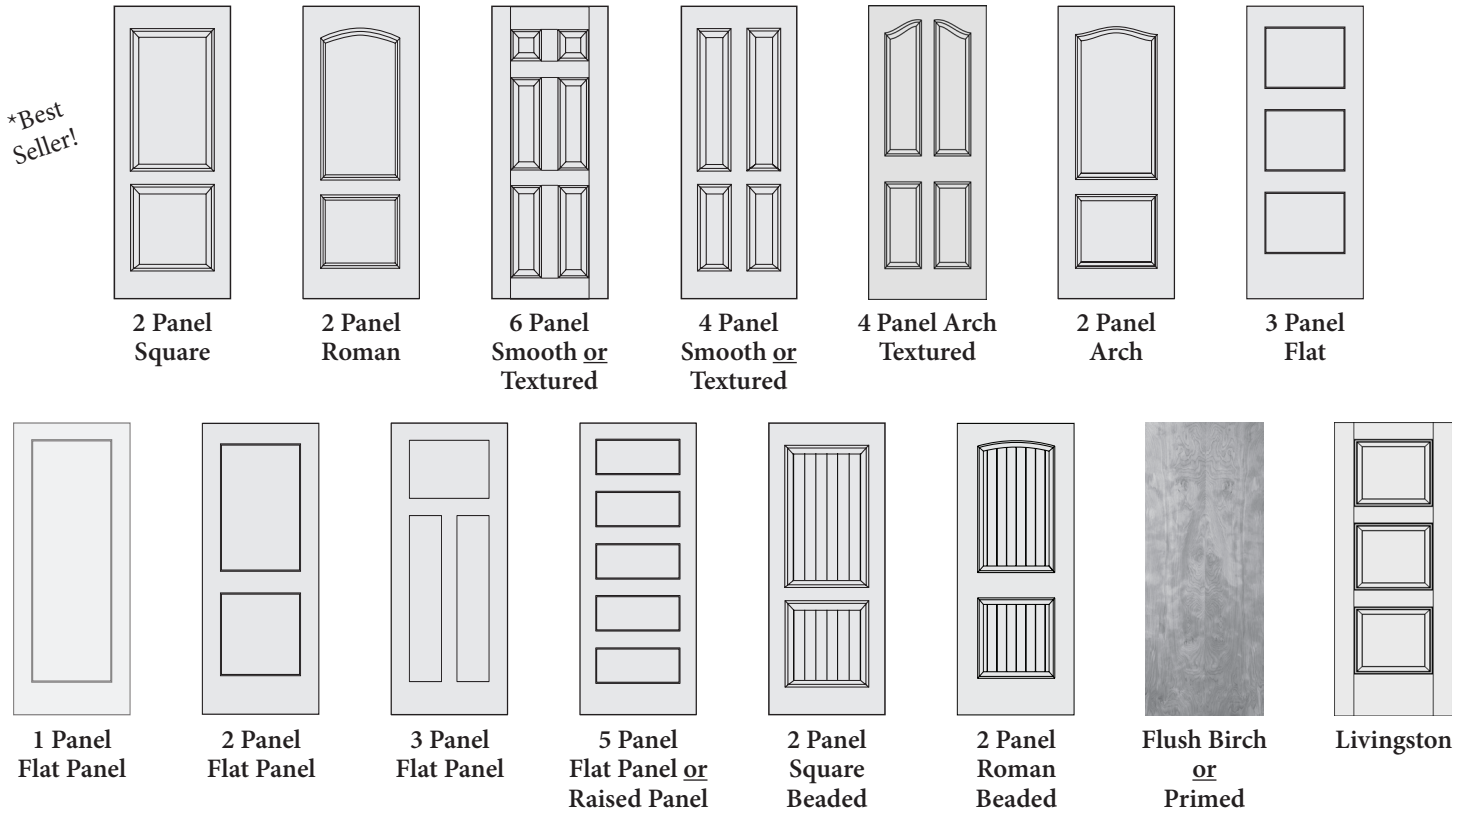 *Best
Seller!
2 Panel
Square
2 Panel
Roman
6 Panel
Smooth or
Textured
4 Panel
Smooth or
Textured
4 Panel Arch
Textured
2 Panel
Arch
3 Panel
Flat
1 Panel
Flat Panel
2 Panel
Flat Panel
3 Panel
Flat Panel
5 Panel
Flat Panel or
Raised Panel
2 Panel
Square
Beaded
2 Panel
Roman
Beaded
Flush Birch
or
Primed
Livingston